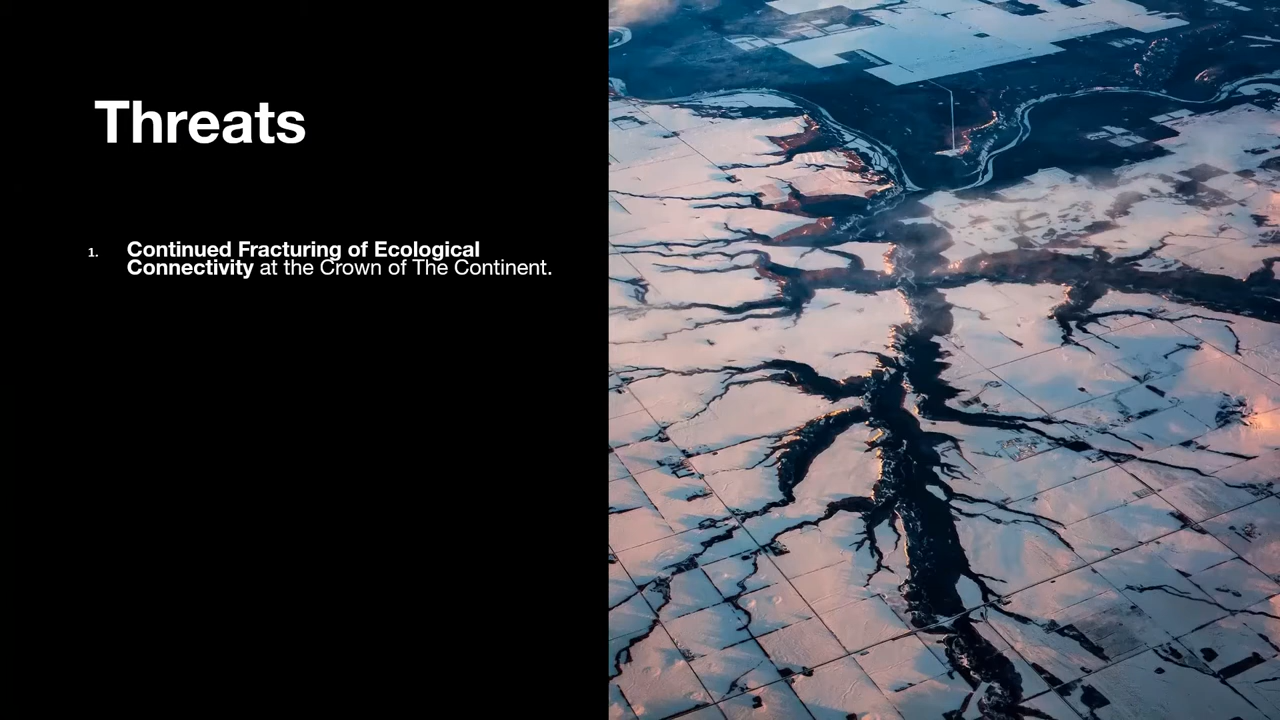 Threats
1. Continued Fracturing of Ecological
Connectivity at the Crown of The Continent.